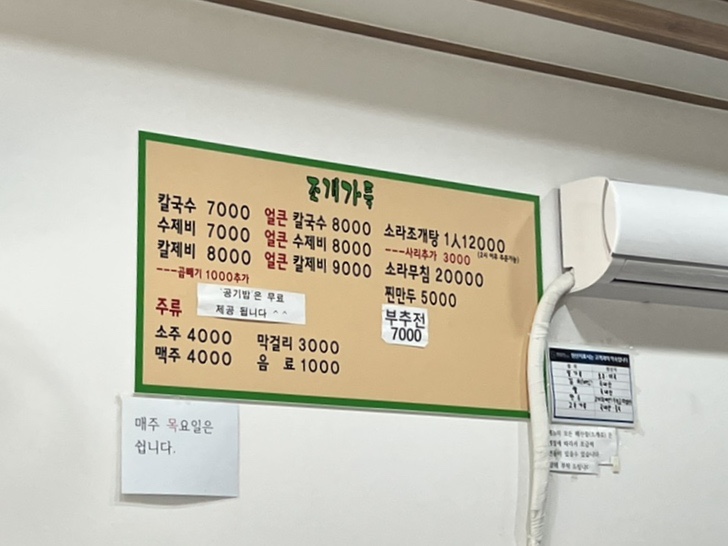 조개가득
칼국수 7000 얼큰 칼국수 8000
수제비 7000 얼큰 수제비 8000
칼제비 8000 얼큰 칼제비 9000
---곱빼기 1000추가
소라조개탕 1人12000
---사리추가 3000
소라무침 20000
찐만두 5000
부추전
7000
'공기밥'은 무료
제공 됩니다 ^^
주류
소주 4000 막걸리 3000
맥주 4000 음 료 1000
매주 목요일은
쉽니다.